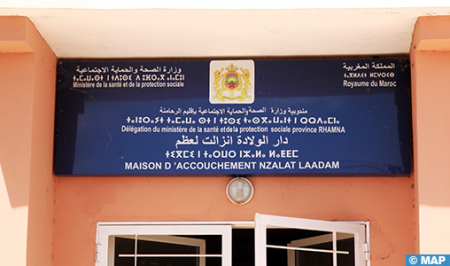 وزارة الصحة والحماية الاجتماعية
Ministère de la santé et de la protection sociale
المملكة المغربية
ⵜⴰⴳⵍⴷⵉⵜ ⵏ ⵍⵎⵖⵔⵉⴱ
Royaume du Maroc
مندوبية وزارة الصحة والحماية الاجتماعية بإقليم الرحامنة
Délégation du ministère de la santé et de la protection sociale province RHAMNA
دار الولادة انزالت لعظم
MAISON D'ACCOUCHEMENT NZALAT LAADAM
© MAP